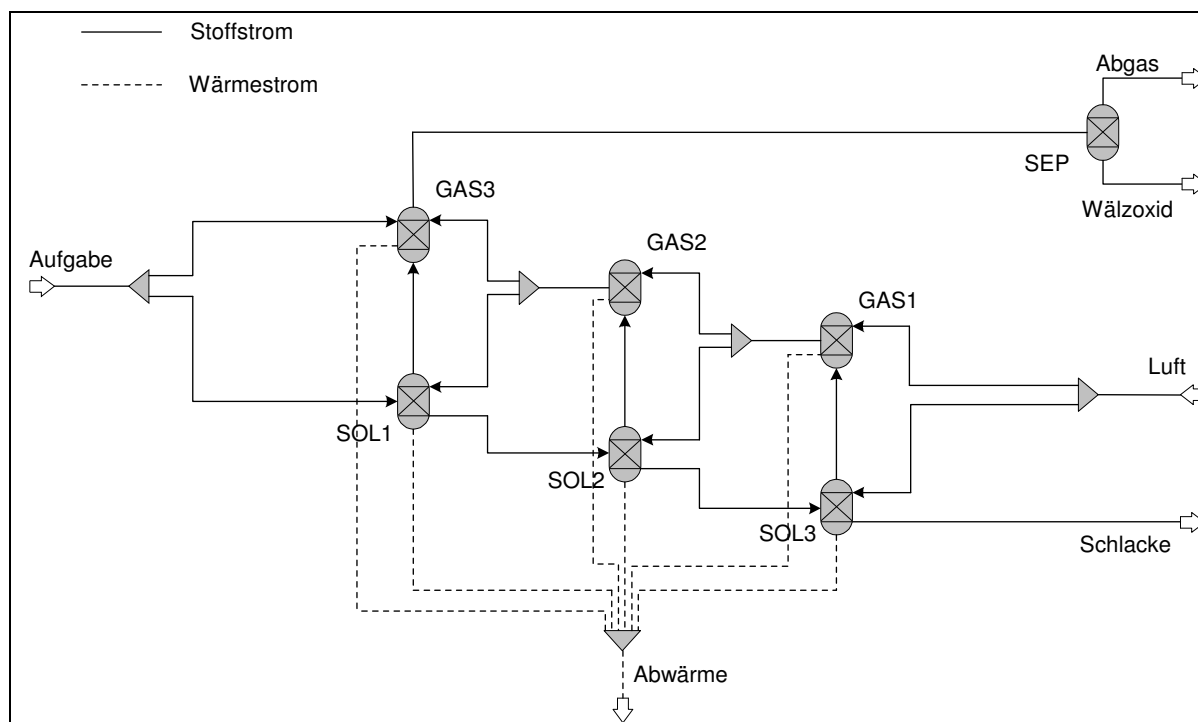 Stoffstrom
Wärmestrom
Abgas
SEP
Wälzoxid
GAS3
Aufgabe
GAS2
GAS1
Luft
SOL1
SOL2
SOL3
Schlacke
Abwärme